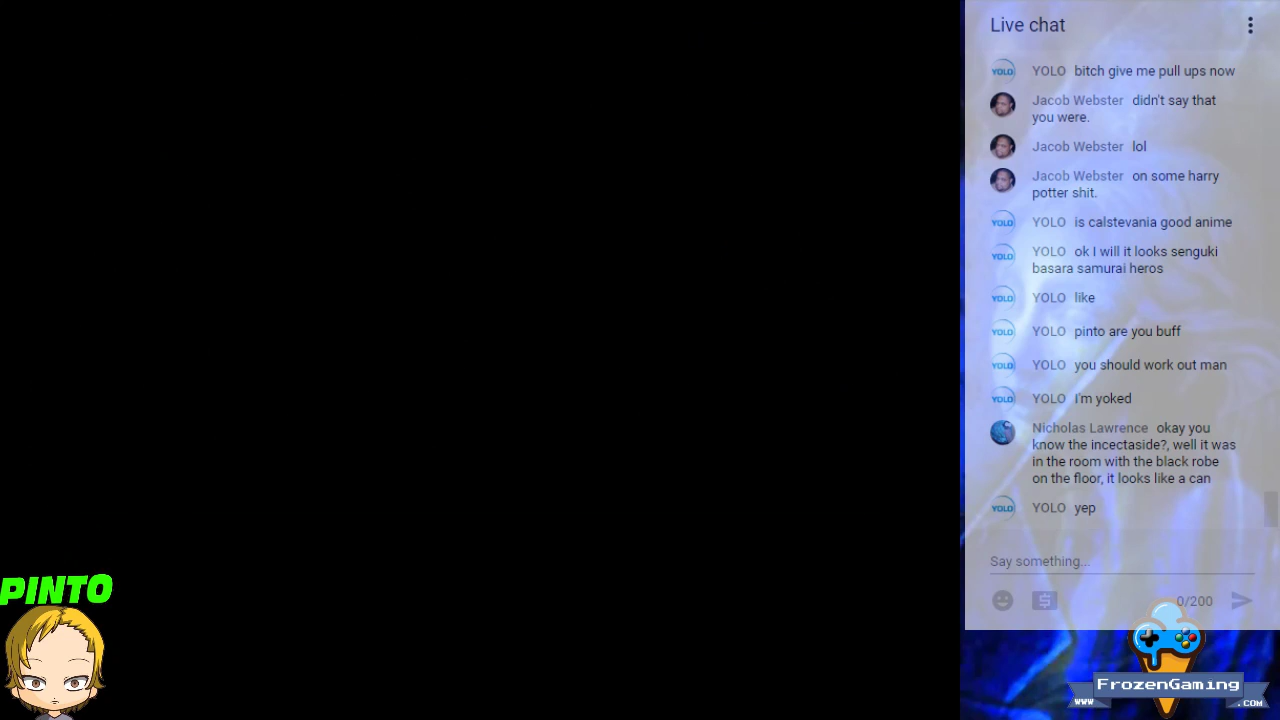 Live chat
YOLO bitch give me pull ups now
Jacob Webster didn't say that
you were.
Jacob Webster lol
Jacob Webster on some harry
potter shit.
YOLO is calstevania good anime
YOLO ok I will it looks senguki
basara samurai heros
YOLO like
YOLO pinto are you buff
YOLO you should work out man
YOLO I'm yoked
Nicholas Lawrence okay you
know the incectaside?, well it was
in the room with the black robe
on the floor, it looks like a can
YOLO yep
Say something...
0/200
PINTO
FrozenGaming
WWW .COM